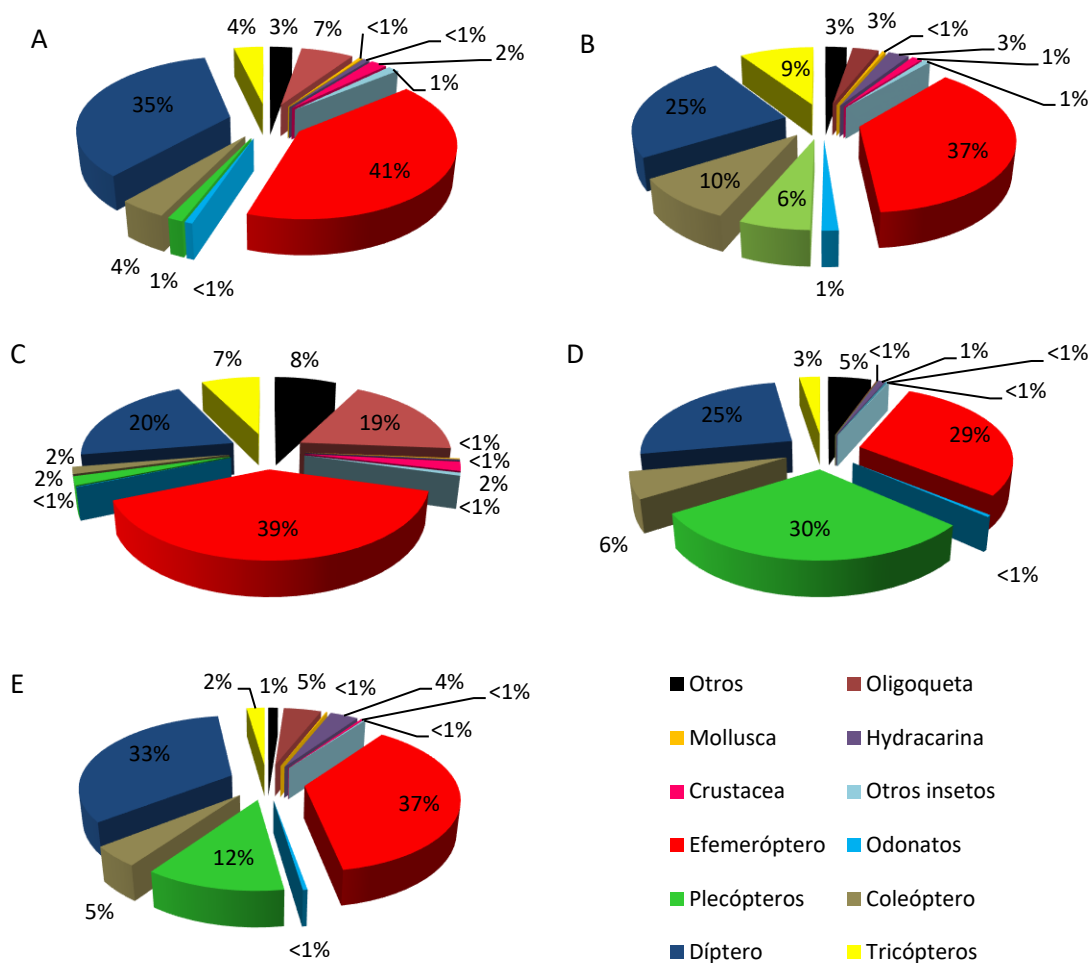 A
4% 3% 7% <1% <1% 2% 1%
35%
41%
4% 1% <1%
B
3% 3% <1% 3% 1% 1%
9%
25%
37%
10%
6%
1%
C
7% 8%
20% 19%
<1%
<1%
2%
<1%
2%
2%
<1%
39%
D
3% 5% <1% 1% <1%
<1%
25%
29%
30%
6%
<1%
E
2% 1% 5% <1% 4% <1%
<1%
33%
37%
12%
5%
<1%
Otros Oligoqueta
Mollusca Hydracarina
Crustacea Otros insetos
Efemeróptero Odonatos
Plecópteros Coleóptero
Díptero Tricópteros